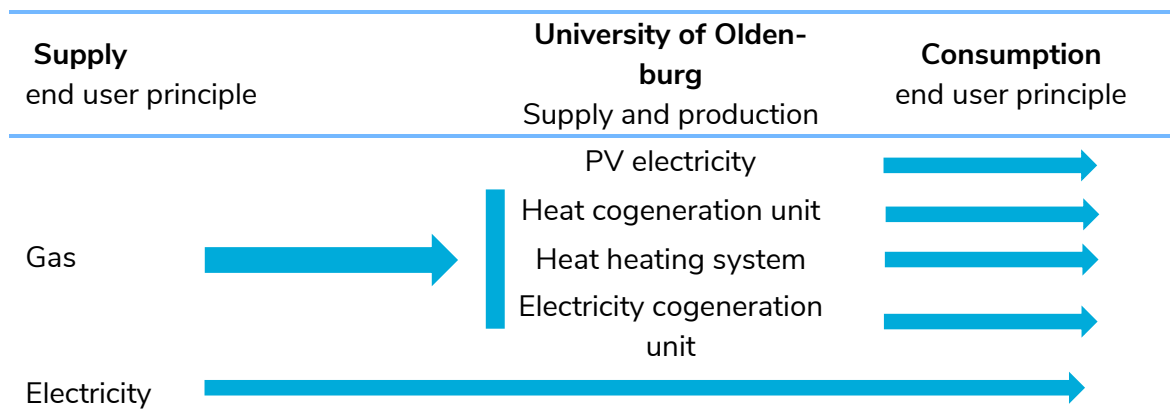 Supply
end user principle
University of Olden-
burg
Supply and production
Consumption
end user principle
PV electricity
Heat cogeneration unit
Gas
Heat heating system
Electricity cogeneration
unit
Electricity